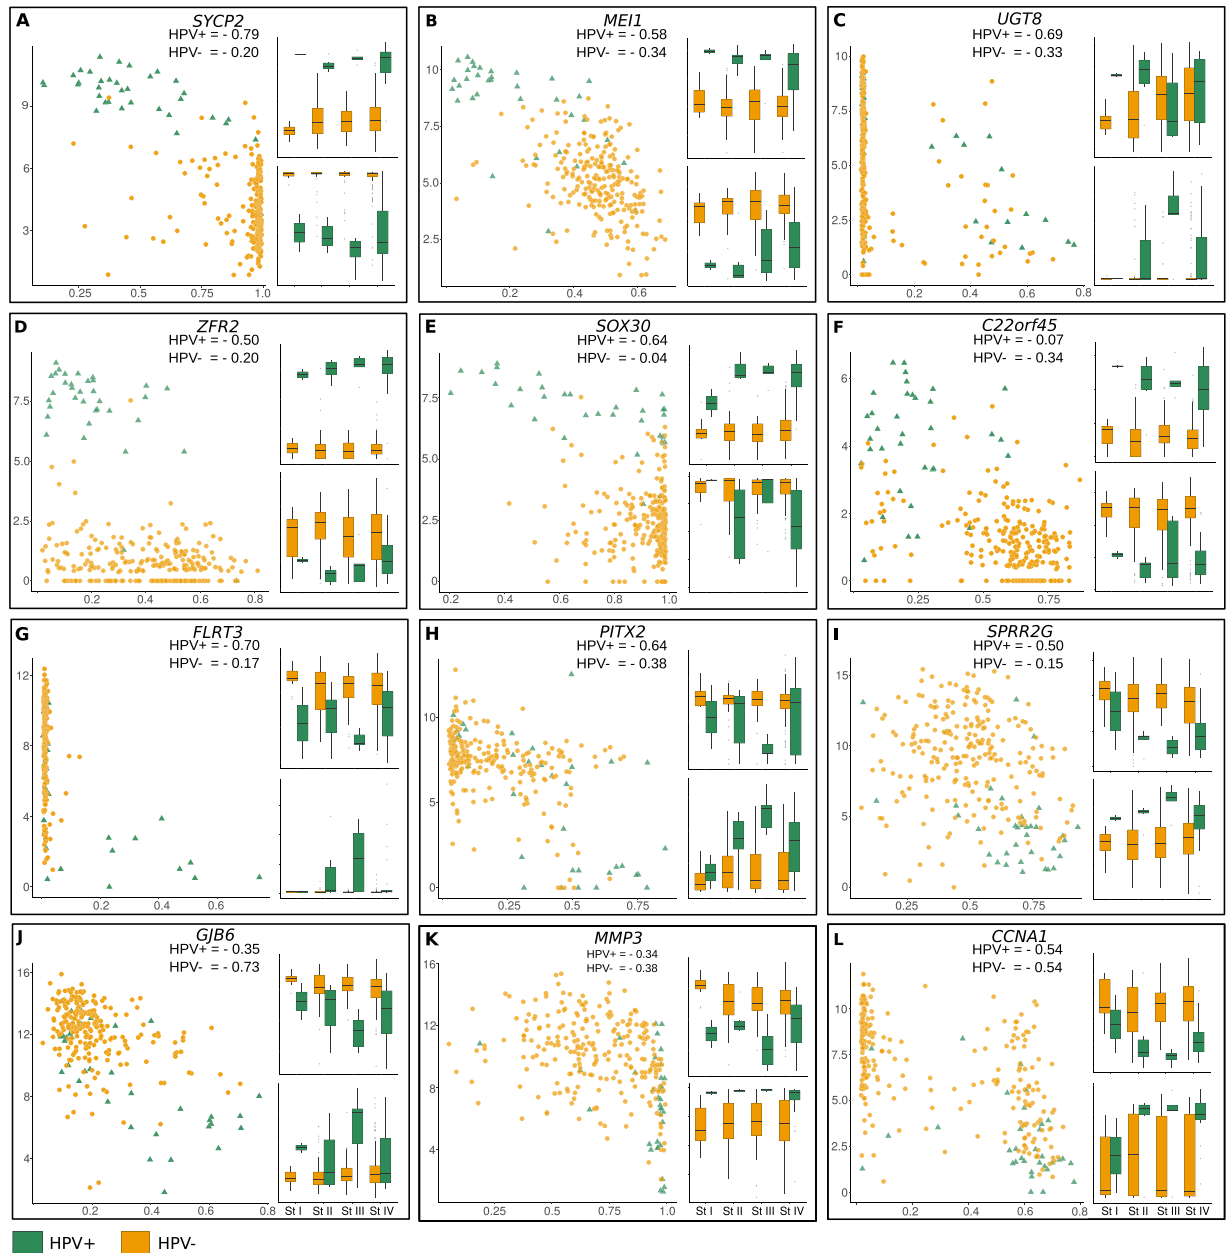 A
SYCP2
HPV+ = - 0.79
HPV- = - 0.20
9
6
3
0.25
0.5
0.75
1.0
B
MEI1
HPV+ = - 0.58
HPV- = - 0.34
10
7.5
5.0
2.5
0.2
0.4
0.6
C
UGT8
HPV+ = - 0.69
HPV- = - 0.33
10
7.5
5.0
2.5
0
0.2
0.4
0.6
0.8
D
ZFR2
HPV+ = - 0.50
HPV- = - 0.20
7.5
5.0
2.5
0
0.2
0.4
0.6
0.8
E
SOX30
HPV+ = - 0.64
HPV- = - 0.04
7.5
5.0
2.5
0
0.2
0.4
0.6
0.8
1.0
F
C22orf45
HPV+ = - 0.07
HPV- = - 0.34
6
4
2
0
0.25
0.5
0.75
G
FLRT3
HPV+ = - 0.70
HPV- = - 0.17
12
8
4
0
0.2
0.4
0.6
H
PITX2
HPV+ = - 0.64
HPV- = - 0.38
10
5
0
0.25
0.5
0.75
I
SPRR2G
HPV+ = - 0.50
HPV- = - 0.15
15
10
5
0
0.25
0.5
0.75
J
GJB6
HPV+ = - 0.35
HPV- = - 0.73
16
12
8
4
0.2
0.4
0.6
0.8
St I St II St III St IV
K
MMP3
HPV+ = - 0.34
HPV- = - 0.38
16
12
8
4
0.25
0.5
0.75
1.0
St I St II St III St IV
L
CCNA1
HPV+ = - 0.54
HPV- = - 0.54
10
7.5
5.0
2.5
0
0.2
0.4
0.6
0.8
St I St II St III St IV
HPV+ HPV-